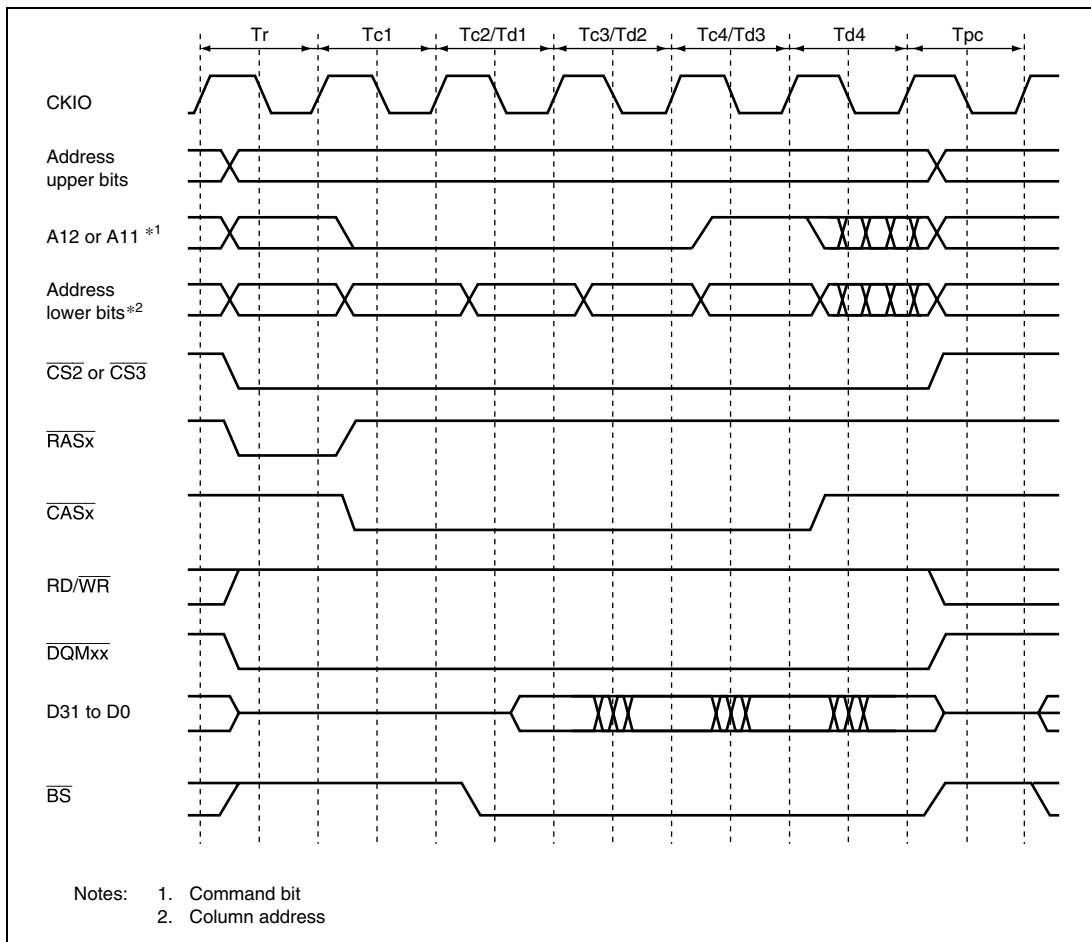 Tr Tc1 Tc2/Td1 Tc3/Td2 Tc4/Td3 Td4 Tpc
CKIO
Address
upper bits
A12 or A11 *1
Address
lower bits*2
CS2 or CS3
RASx
CASx
RD/WR
DQMxx
D31 to D0
BS
Notes: 1. Command bit
2. Column address